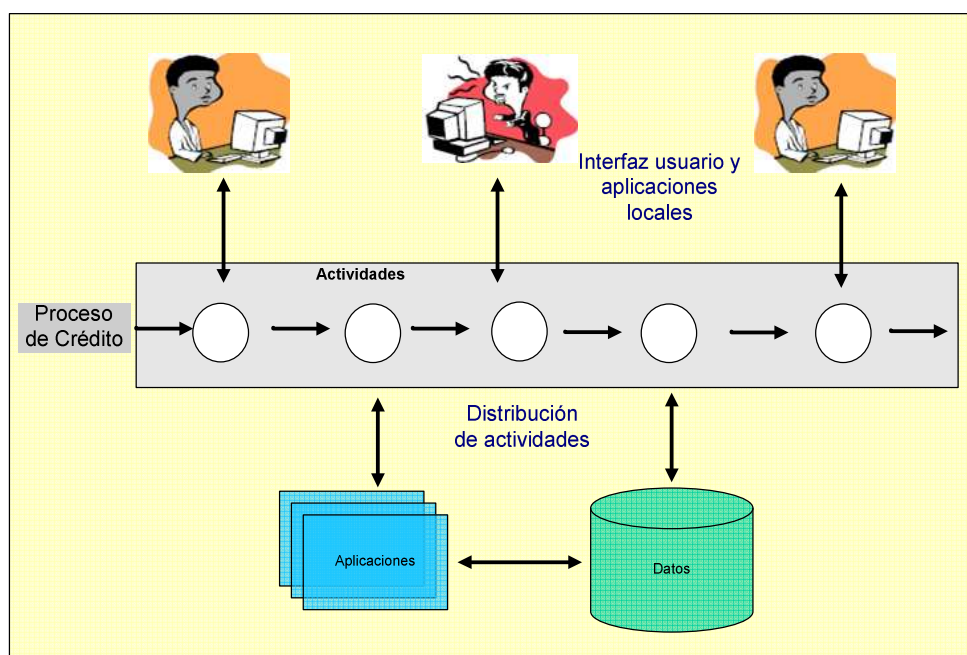 Interfaz usuario y
aplicaciones
locales
Actividades
Proceso
de Crédito
Distribución
de actividades
Aplicaciones
Datos